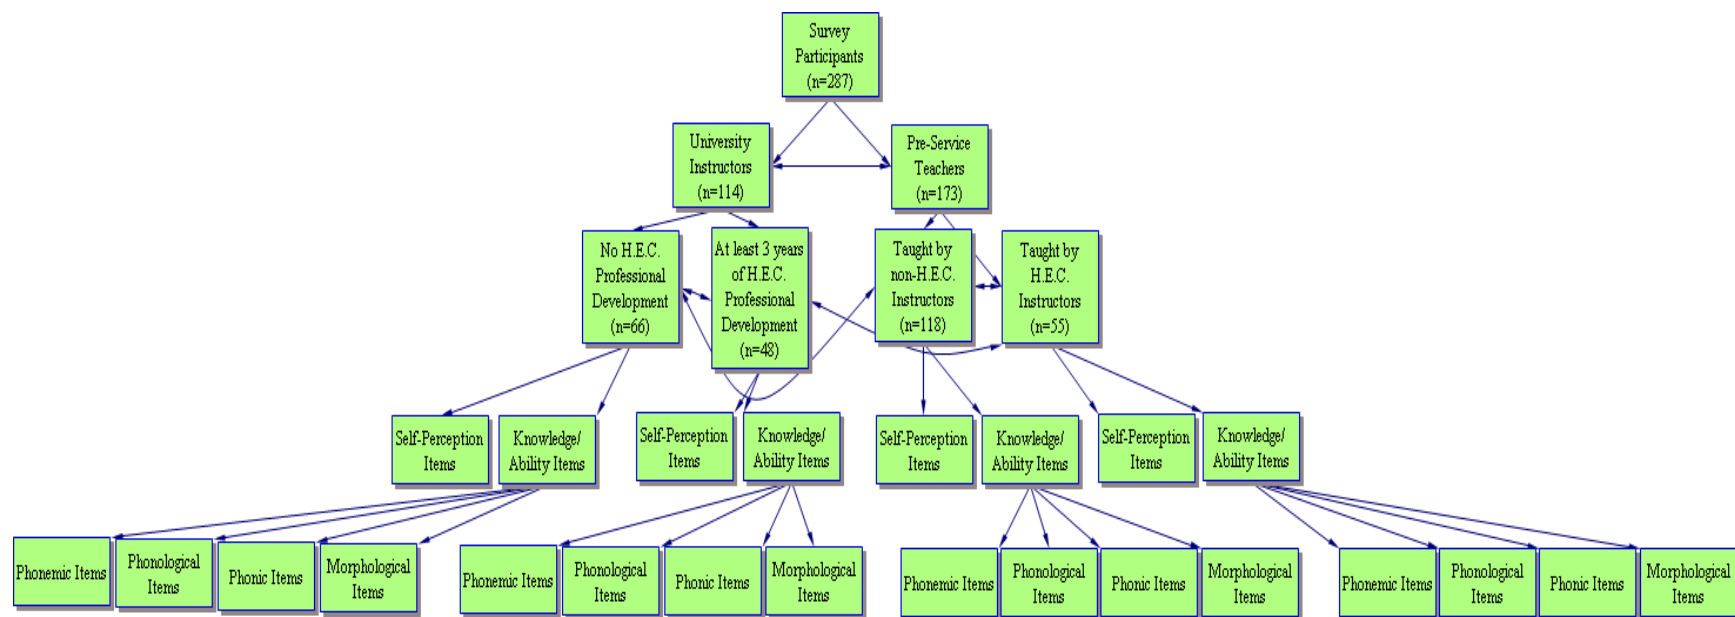 Survey
Participants
(n=287)
University
Instructors
(n=114)
Pre-Service
Teachers
(n=173)
No H.E.C.
Professional
Development
(n=66)
At least 3 years
of H.E.C.
Professional
Development
(n=48)
Taught by
non-H.E.C.
Instructors
(n=118)
Taught by
H.E.C.
Instructors
(n=55)
Self-Perception
Items
Knowledge/
Ability Items
Self-Perception
Items
Knowledge/
Ability Items
Self-Perception
Items
Knowledge/
Ability Items
Self-Perception
Items
Knowledge/
Ability Items
Phonemic Items
Phonological
Items
Phonic Items
Morphological
Items
Phonemic Items
Phonological
Items
Phonic Items
Morphological
Items
Phonemic Items
Phonological
Items
Phonic Items
Morphological
Items
Phonemic Items
Phonological
Items
Phonic Items
Morphological
Items